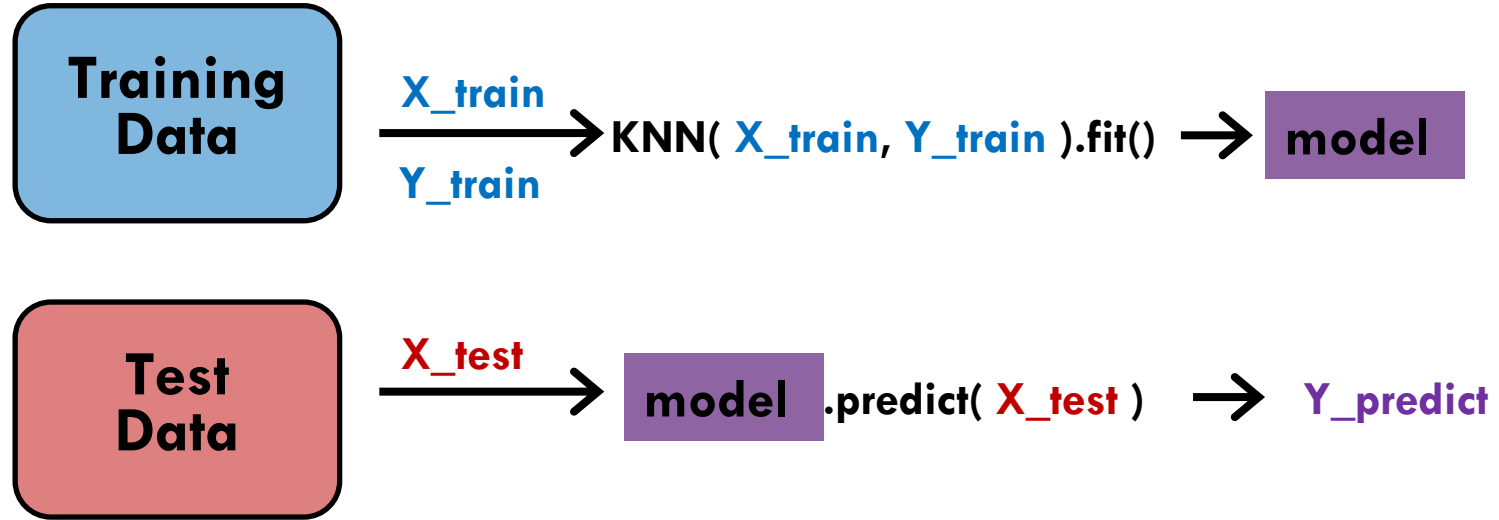 Training
Data
X_train
Y_train
KNN( X_train, Y_train ).fit()
model
Test
Data
X_test
model .predict( X_test )
Y_predict